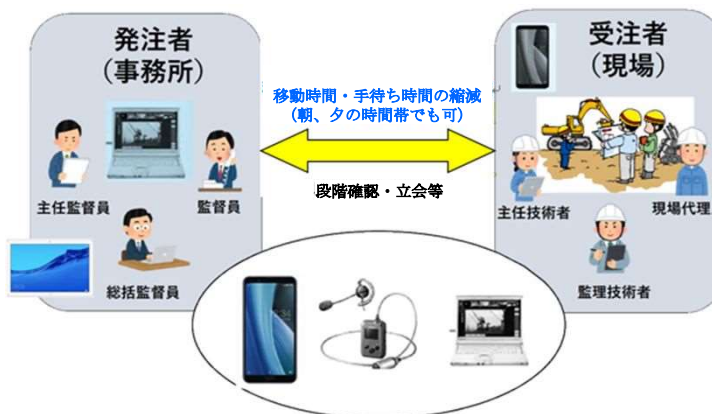 発注者
（事務所）
主任監督員
監督員
総括監督員
移動時間・手待ち時間の縮減
（朝、夕の時間帯でも可）
段階確認・立会等
受注者
（現場）
主任技術者
現場代理
監理技術者